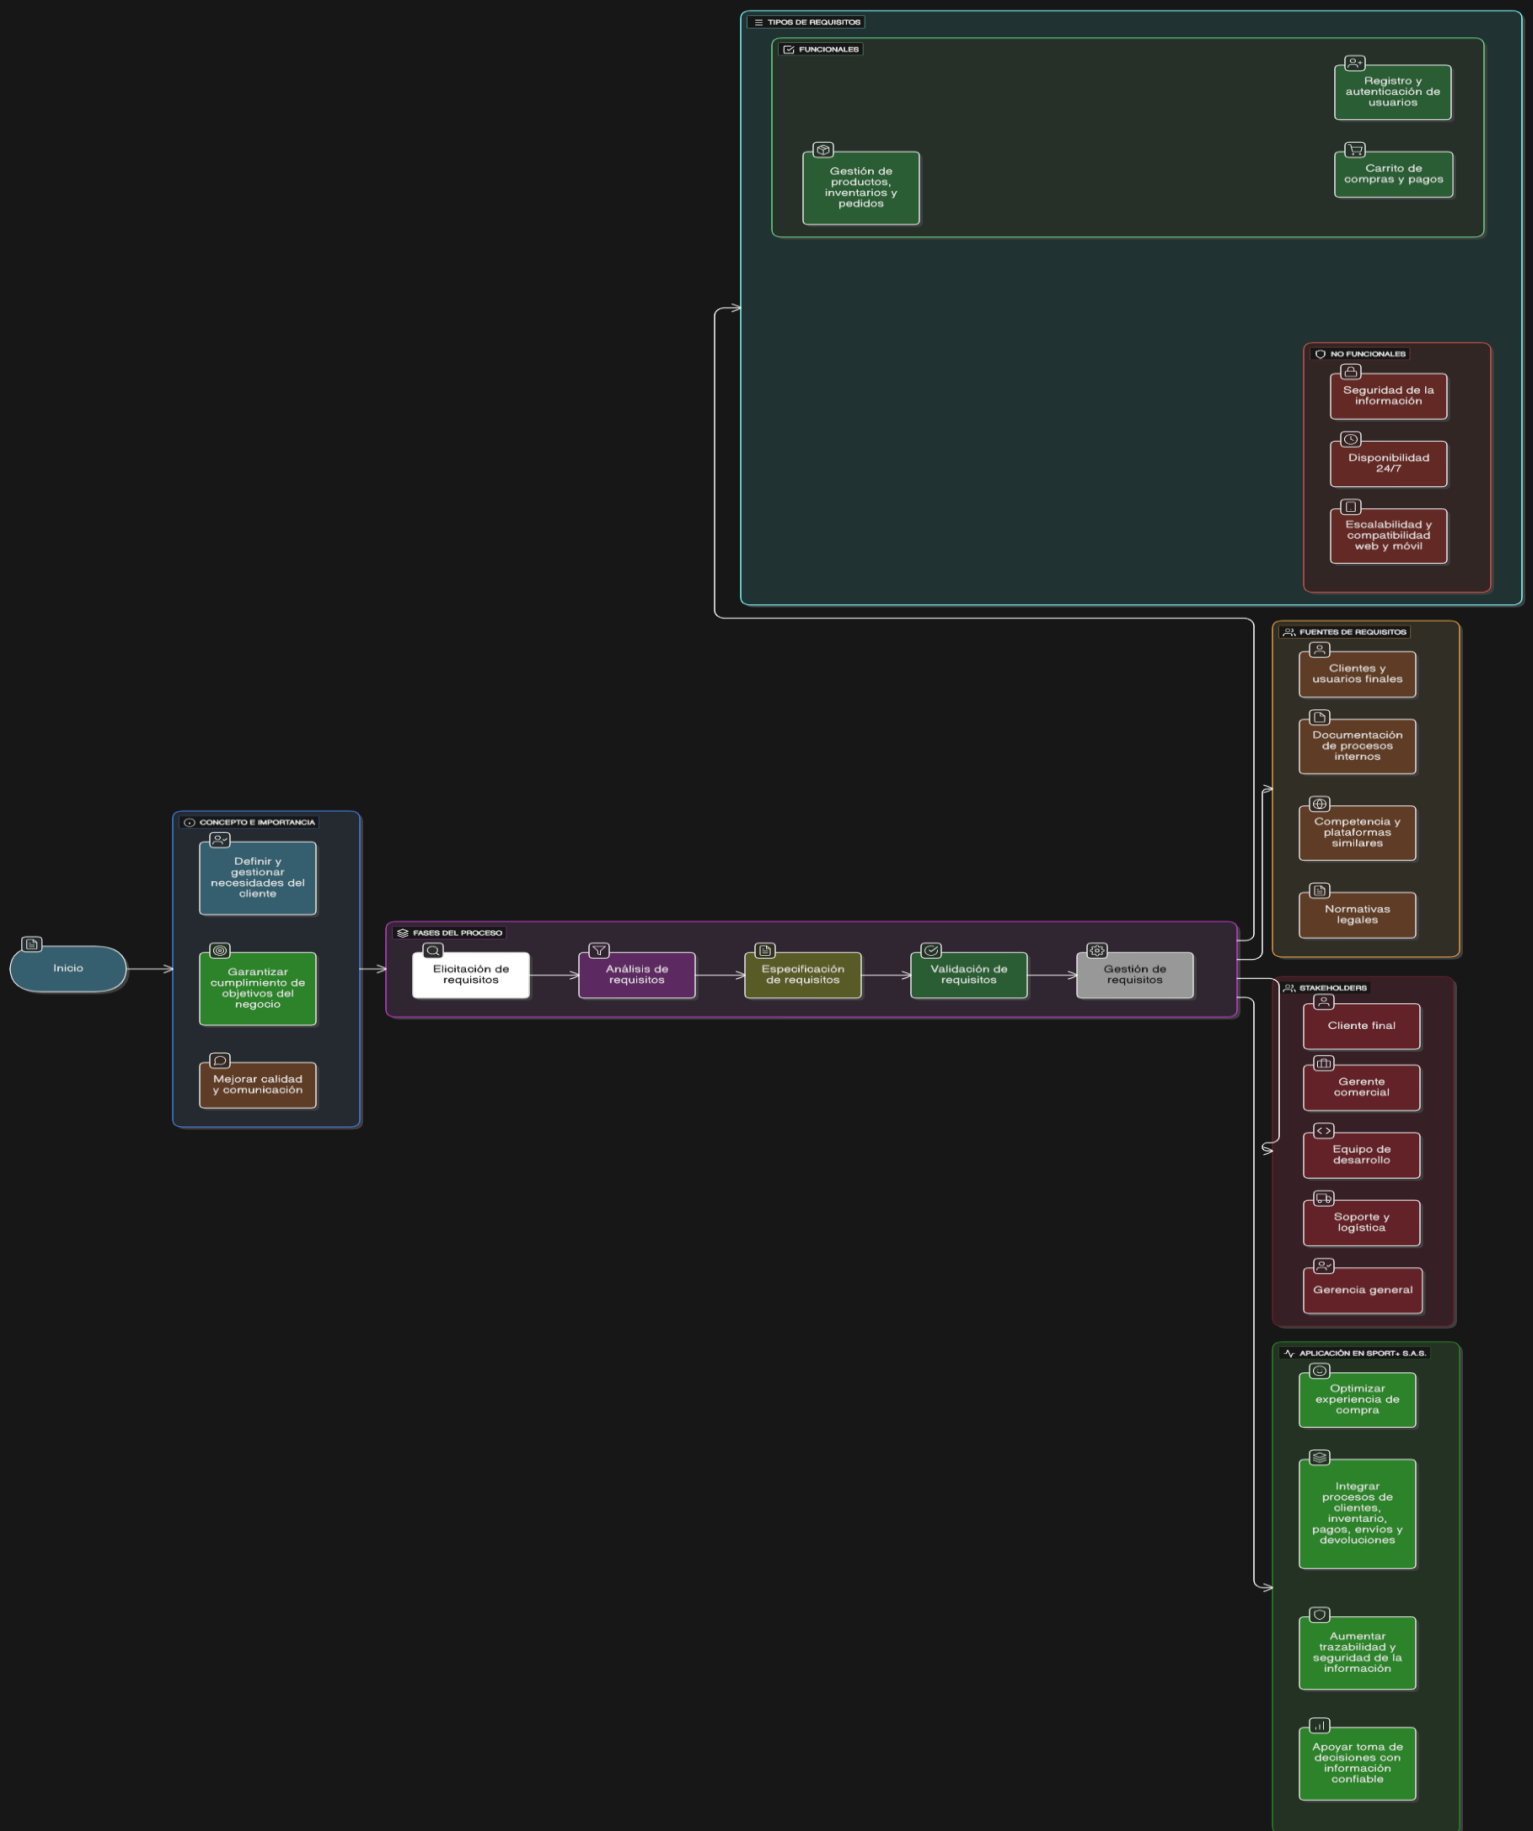 TIPOS DE REQUISITOS
FUNCIONALES
Registro y
autenticación de
usuarios
Gestión de
productos,
inventarios y
pedidos
Carrito de
compras y pagos
NO FUNCIONALES
Seguridad de la
información
Disponibilidad
24/7
Escalabilidad y
compatibilidad
web y móvil
FUENTES DE REQUISITOS
Clientes y
usuarios finales
Documentación
de procesos
internos
Competencia y
plataformas
similares
Normativas
legales
Inicio
CONCEPTO E IMPORTANCIA
Definir y
gestionar
necesidades del
cliente
Garantizar
cumplimiento de
objetivos del
negocio
Mejorar calidad
y comunicación
FASES DEL PROCESO
Elicitación de
requisitos
Análisis de
requisitos
Especificación
de requisitos
Validación de
requisitos
Gestión de
requisitos
STAKEHOLDERS
Cliente final
Gerente
comercial
Equipo de
desarrollo
Soporte y
logística
Gerencia general
APLICACIÓN EN SPORT+ S.A.S.
Optimizar
experiencia de
compra
Integrar
procesos de
clientes,
inventario,
pagos, envíos y
devoluciones
Aumentar
trazabilidad y
seguridad de la
información
Apoyar toma de
decisiones con
información
confiable